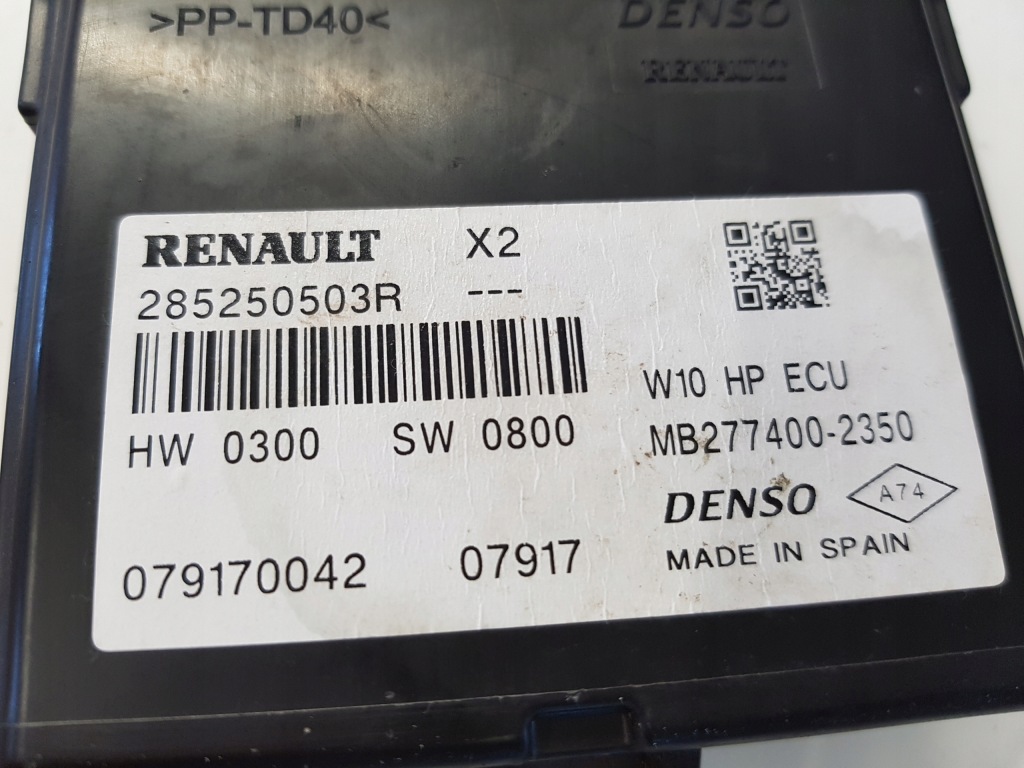 >PP-TD40<
DENSO
RENAULT
RENAULT X2
285250503R ---
W10 HP ECU
HW 0300 SW 0800
MB277400-2350
DENSO A74
MADE IN SPAIN
079170042 07917